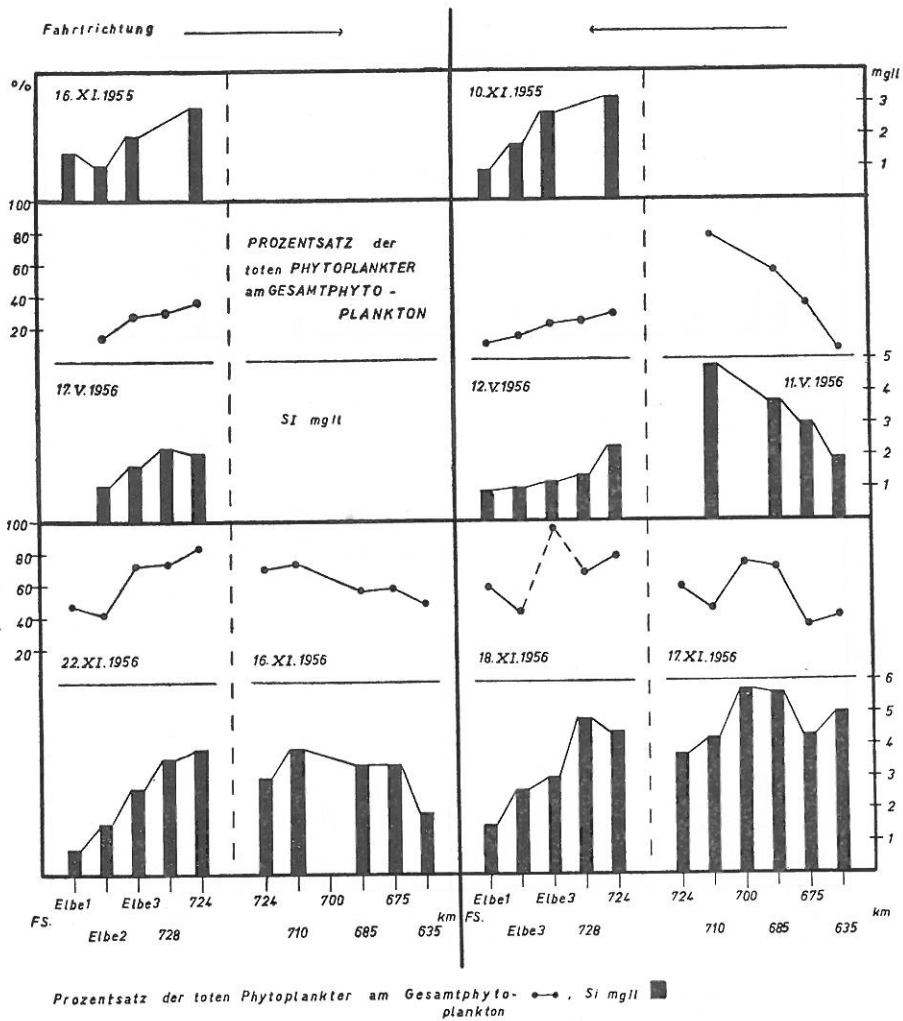 Fahrtrichtung
%
mg/l
16. XI. 1955
10. XI. 1955
3
2
1
100
80
60
40
20
PROZENTSATZ der
toten PHYTOPLANKTER
am GESAMTPHYTO-
PLANKTON
17. V. 1956
SI mg/l
12. V. 1956
11. V. 1956
5
4
3
2
1
100
80
60
40
20
22. XI. 1956
16. XI. 1956
18. XI. 1956
17. XI. 1956
6
5
4
3
2
1
Elbe1 Elbe3 724 724 700 675 Elbe1 Elbe3 724 724 700 675
FS. km FS. km
Elbe2 728 710 685 635 Elbe3 728 710 685 635
Prozentsatz der toten Phytoplankter am Gesamtphyto- , Si mg/l
plankton